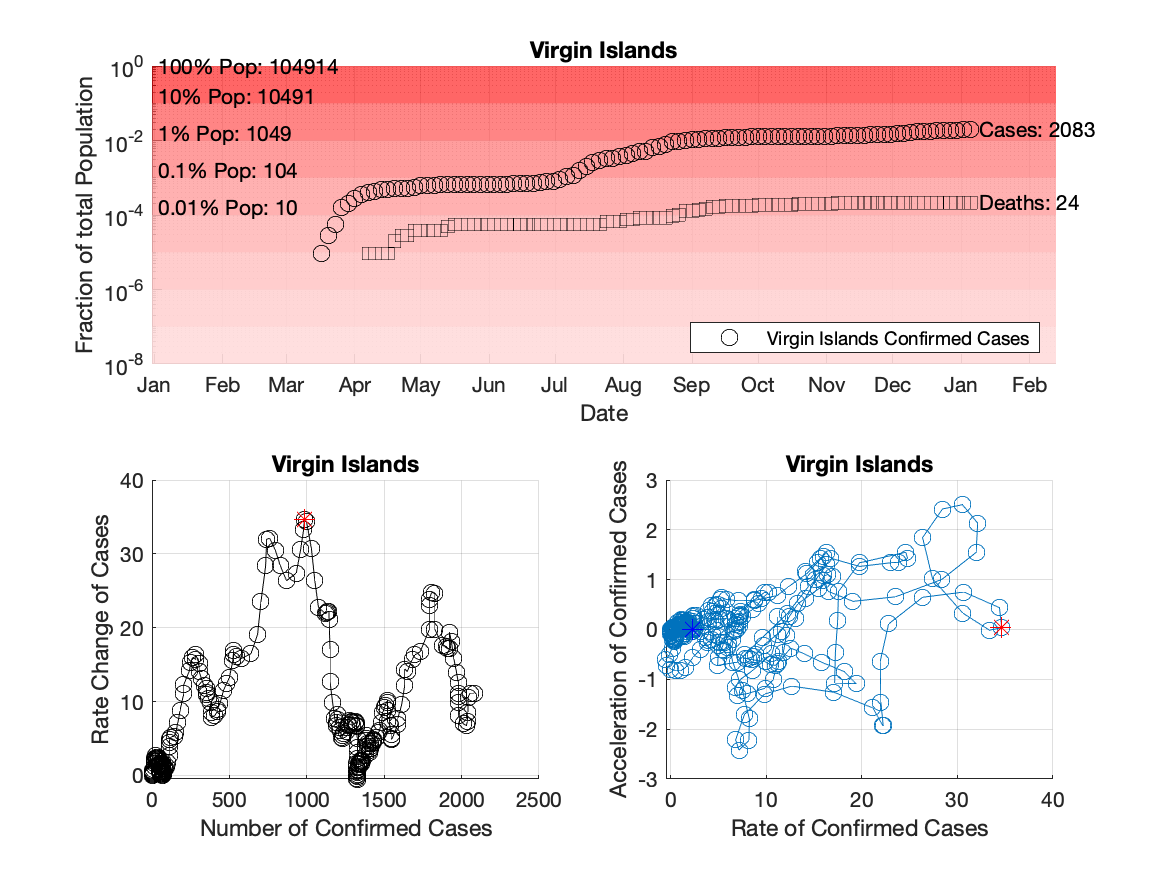 Virgin Islands
10^0
10^-2
10^-4
10^-6
10^-8
Fraction of total Population
100% Pop: 104914
10% Pop: 10491
1% Pop: 1049
0.1% Pop: 104
0.01% Pop: 10
Cases: 2083
Deaths: 24
Virgin Islands Confirmed Cases
Jan Feb Mar Apr May Jun Jul Aug Sep Oct Nov Dec Jan Feb
Date
Virgin Islands
40
30
20
10
0
Rate Change of Cases
0 500 1000 1500 2000 2500
Number of Confirmed Cases
Virgin Islands
3
2
1
0
-1
-2
-3
Acceleration of Confirmed Cases
0 10 20 30 40
Rate of Confirmed Cases